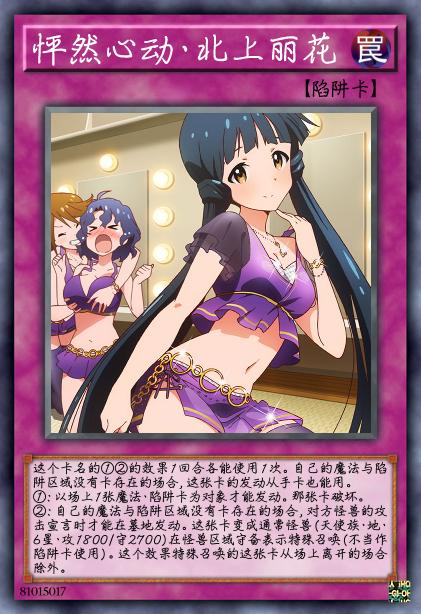 怦然心动·北上丽花
罠
【陷阱卡】
这个卡名的①②的效果1回合各能使用1次。自己的魔法与陷
阱区域没有卡存在的场合,这张卡的发动从手卡也能用。
①:以场上1张魔法·陷阱卡为对象才能发动。那张卡破坏。
②:自己的魔法与陷阱区域没有卡存在的场合,对方怪兽的攻
击宣言时才能在墓地发动。这张卡变成通常怪兽(天使族·地·
6星·攻1800/守2700)在怪兽区域守备表示特殊召唤(不当作
陷阱卡使用)。这个效果特殊召唤的这张卡从场上离开的场合
除外。
81015017